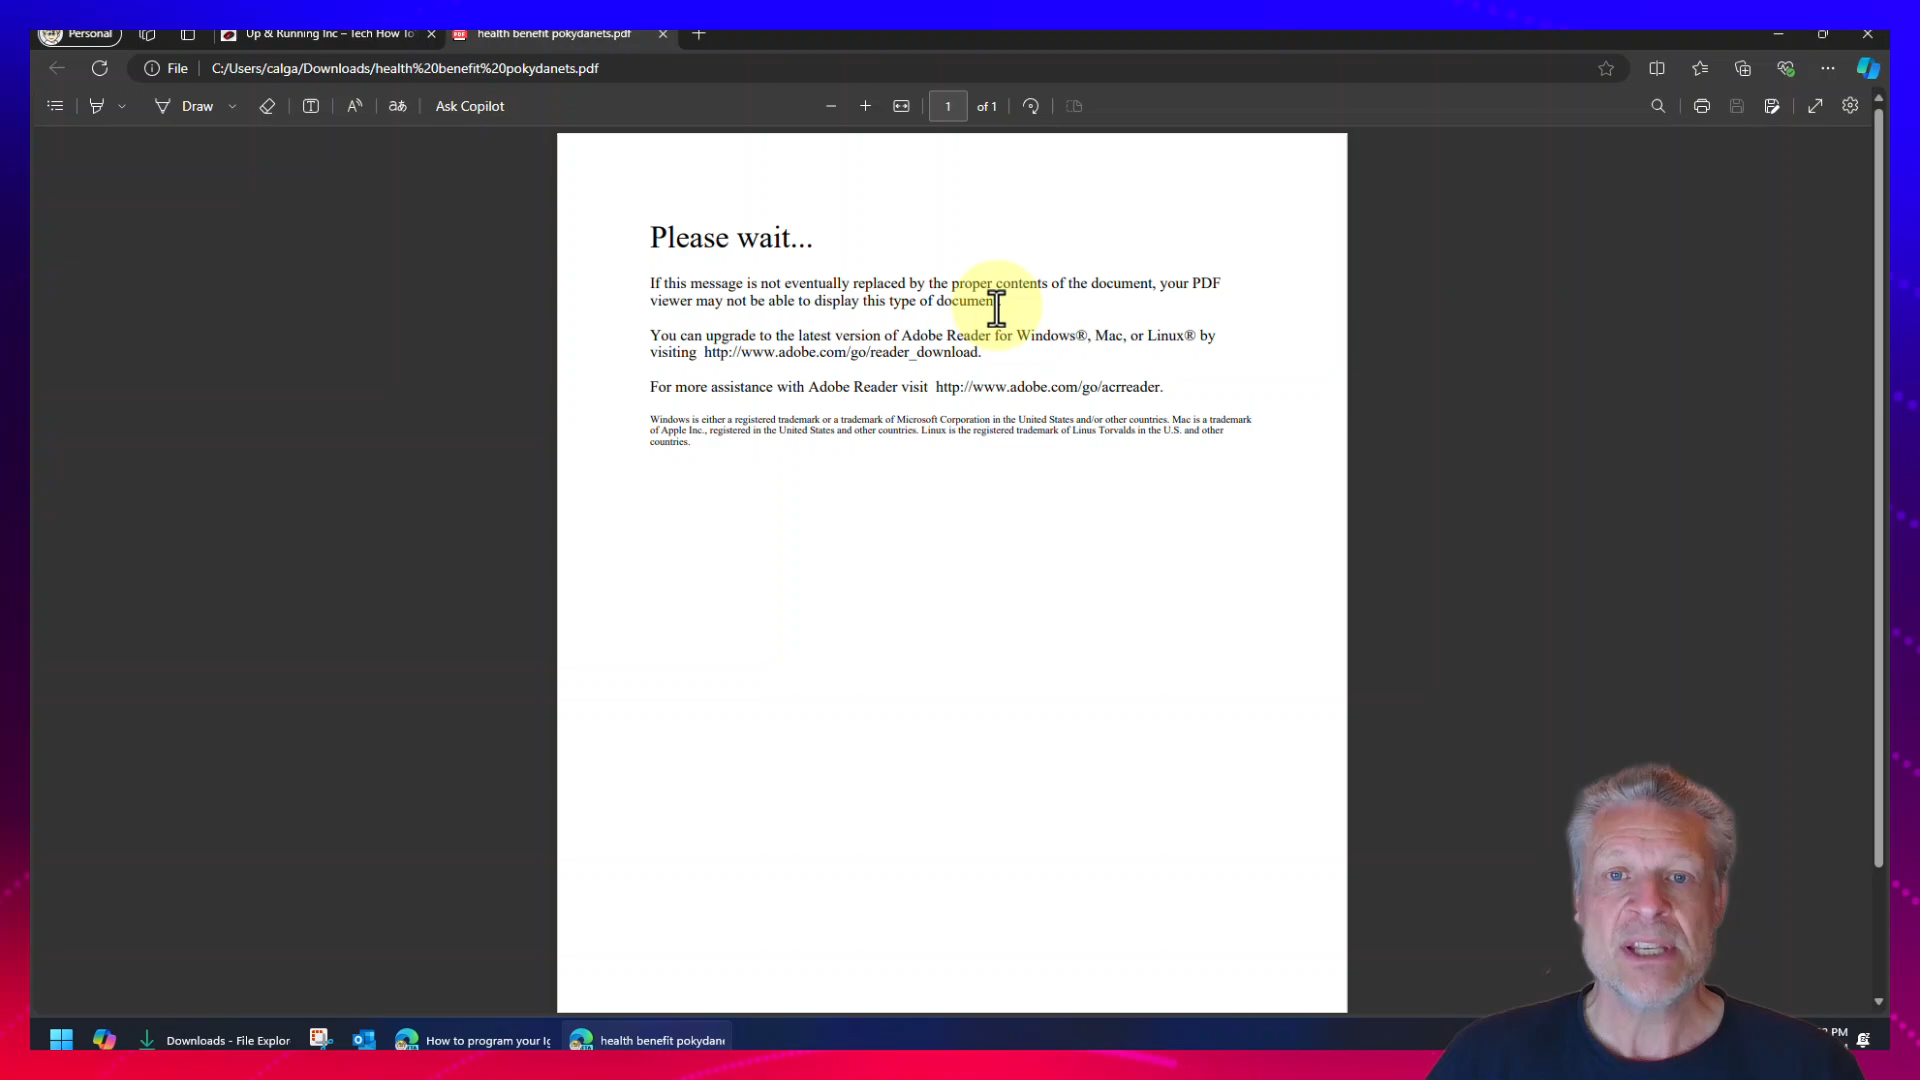 Personal
Up & Running Inc – Tech How To
health benefit pokydanets.pdf
File
C:/Users/calga/Downloads/health%20benefit%20pokydanets.pdf
Draw
Ask Copilot
1
of 1
Please wait...
If this message is not eventually replaced by the proper contents of the document, your PDF
viewer may not be able to display this type of document.
You can upgrade to the latest version of Adobe Reader for Windows®, Mac, or Linux® by
visiting http://www.adobe.com/go/reader_download.
For more assistance with Adobe Reader visit http://www.adobe.com/go/acrreader.
Windows is either a registered trademark or a trademark of Microsoft Corporation in the United States and/or other countries. Mac is a trademark
of Apple Inc., registered in the United States and other countries. Linux is the registered trademark of Linus Torvalds in the U.S. and other
countries.
Downloads - File Explor
How to program your Ig
health benefit pokydane
PM